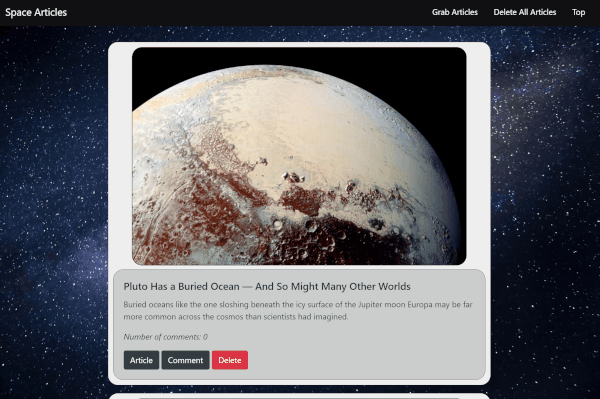 Space Articles
Grab Articles
Delete All Articles
Top
Pluto Has a Buried Ocean — And So Might Many Other Worlds
Buried oceans like the one sloshing beneath the icy surface of the Jupiter moon Europa may be far
more common across the cosmos than scientists had imagined.
Number of comments: 0
Article
Comment
Delete